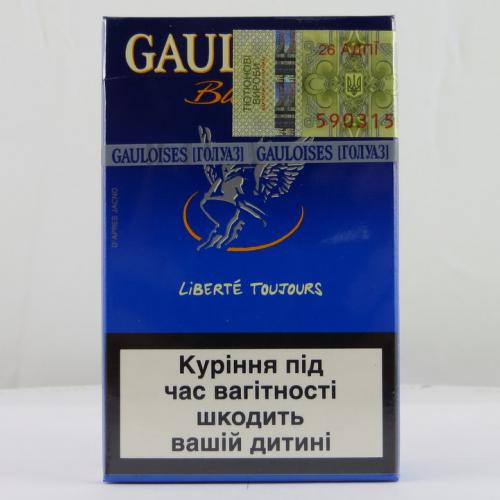 GAUL
Bl
ТЮТЮНОВІ
ВИРОБИ
26 АДПІ
590315
GAULOISES [ГОЛУАЗ] GAULOISES [ГОЛУАЗ]
D'APRES JACNO
LiBERTÉ TOUJOURS
Куріння під
час вагітності
шкодить
вашій дитині